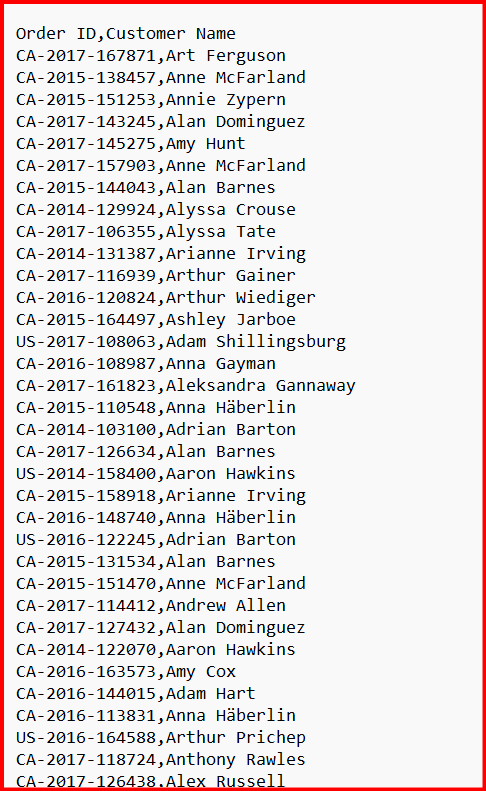 Order ID,Customer Name
CA-2017-167871,Art Ferguson
CA-2015-138457,Anne McFarland
CA-2015-151253,Annie Zypern
CA-2017-143245,Alan Dominguez
CA-2017-145275,Amy Hunt
CA-2017-157903,Anne McFarland
CA-2015-144043,Alan Barnes
CA-2014-129924,Alyssa Crouse
CA-2017-106355,Alyssa Tate
CA-2014-131387,Arianne Irving
CA-2017-116939,Arthur Gainer
CA-2016-120824,Arthur Wiediger
CA-2015-164497,Ashley Jarboe
US-2017-108063,Adam Shillingsburg
CA-2016-108987,Anna Gayman
CA-2017-161823,Aleksandra Gannaway
CA-2015-110548,Anna Häberlin
CA-2014-103100,Adrian Barton
CA-2017-126634,Alan Barnes
US-2014-158400,Aaron Hawkins
CA-2015-158918,Arianne Irving
CA-2016-148740,Anna Häberlin
US-2016-122245,Adrian Barton
CA-2015-131534,Alan Barnes
CA-2015-151470,Anne McFarland
CA-2017-114412,Andrew Allen
CA-2017-127432,Alan Dominguez
CA-2014-122070,Aaron Hawkins
CA-2016-163573,Amy Cox
CA-2016-144015,Adam Hart
CA-2016-113831,Anna Häberlin
US-2016-164588,Arthur Prichep
CA-2017-118724,Anthony Rawles
CA-2017-126438,Alex Russell